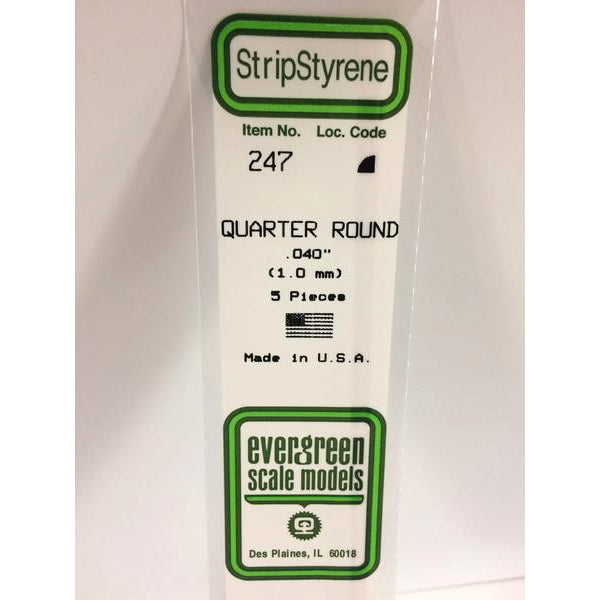 StripStyrene
Item No. Loc. Code
247
QUARTER ROUND
.040"
(1.0 mm)
5 Pieces
Made in U.S.A.
evergreen
scale models
Des Plaines, IL 60018